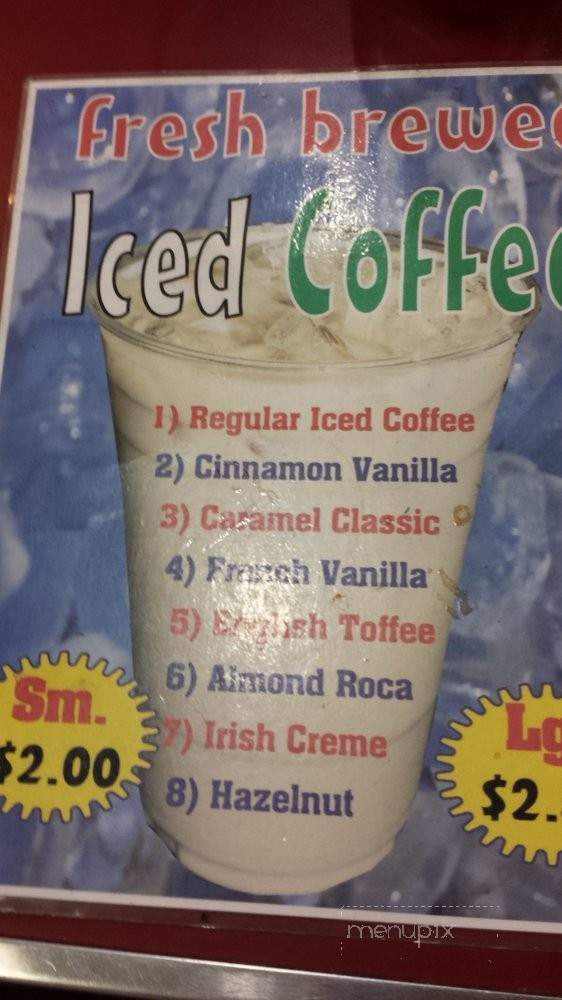 fresh brewe
Iced Coffe
1) Regular Iced Coffee
2) Cinnamon Vanilla
3) Caramel Classic
4) French Vanilla
5) English Toffee
6) Almond Roca
7) Irish Creme
8) Hazelnut
Sm.
$2.00
Lg
$2.
menupix